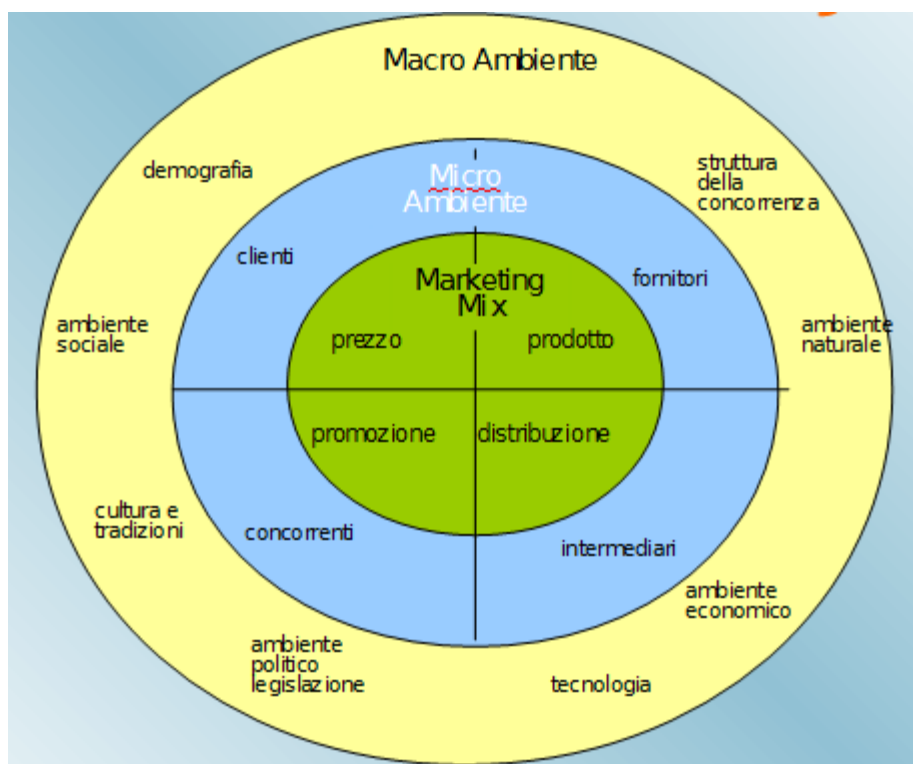 Macro Ambiente
demografia
struttura
della
concorrenza
Micro
Ambiente
clienti
fornitori
Marketing
Mix
ambiente
sociale
prezzo
prodotto
ambiente
naturale
promozione
distribuzione
cultura e
tradizioni
concorrenti
intermediari
ambiente
economico
ambiente
politico
legislazione
tecnologia